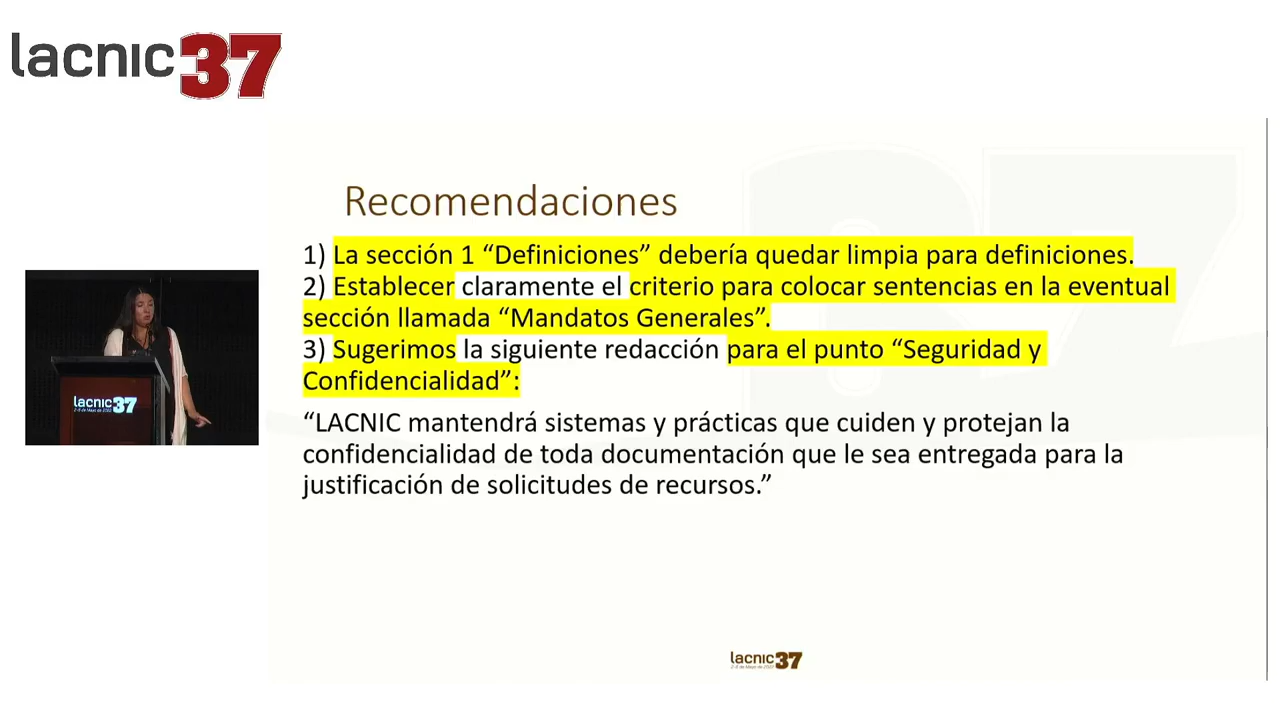 lacnic37
Recomendaciones
1) La sección 1 “Definiciones” debería quedar limpia para definiciones.
2) Establecer claramente el criterio para colocar sentencias en la eventual
sección llamada “Mandatos Generales”.
3) Sugerimos la siguiente redacción para el punto “Seguridad y
Confidencialidad”:
“LACNIC mantendrá sistemas y prácticas que cuiden y protejan la
confidencialidad de toda documentación que le sea entregada para la
justificación de solicitudes de recursos.”
lacnic37
lacnic37